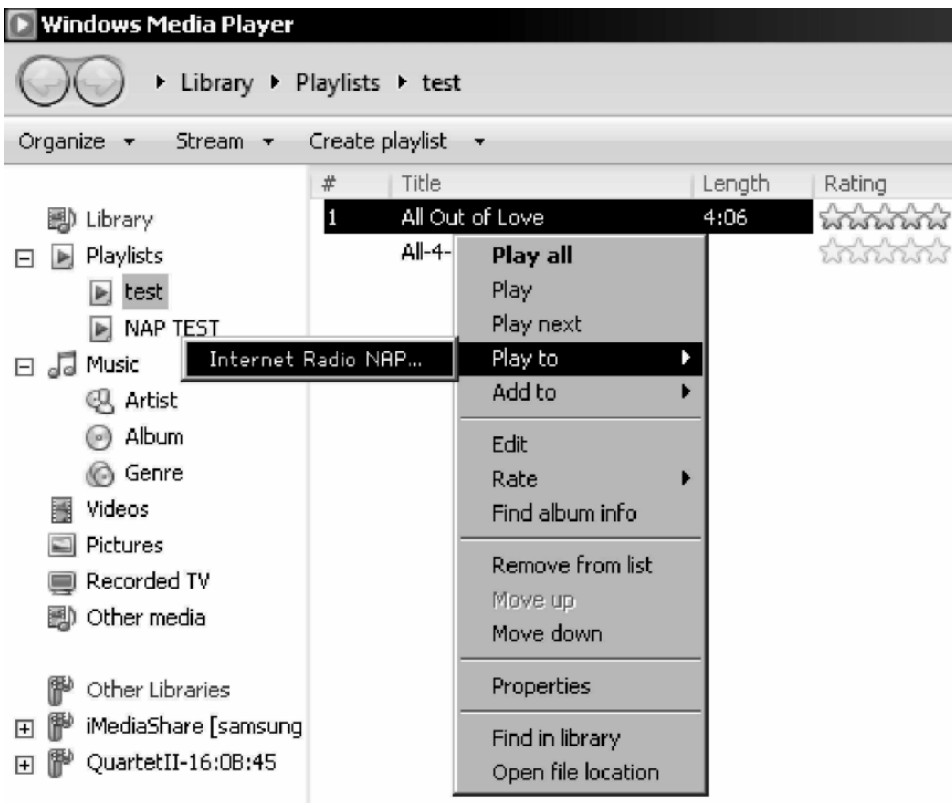 Windows Media Player
Library Playlists test
Organize Stream Create playlist
# Title Length Rating
Library
1 All Out of Love 4:06
Playlists
All-4-
test
NAP TEST
Music
Artist
Album
Genre
Videos
Pictures
Recorded TV
Other media
Other Libraries
iMediaShare [samsung
QuartetII-16:0B:45
Play all
Play
Play next
Play to
Internet Radio NAP...
Add to
Edit
Rate
Find album info
Remove from list
Move up
Move down
Properties
Find in library
Open file location